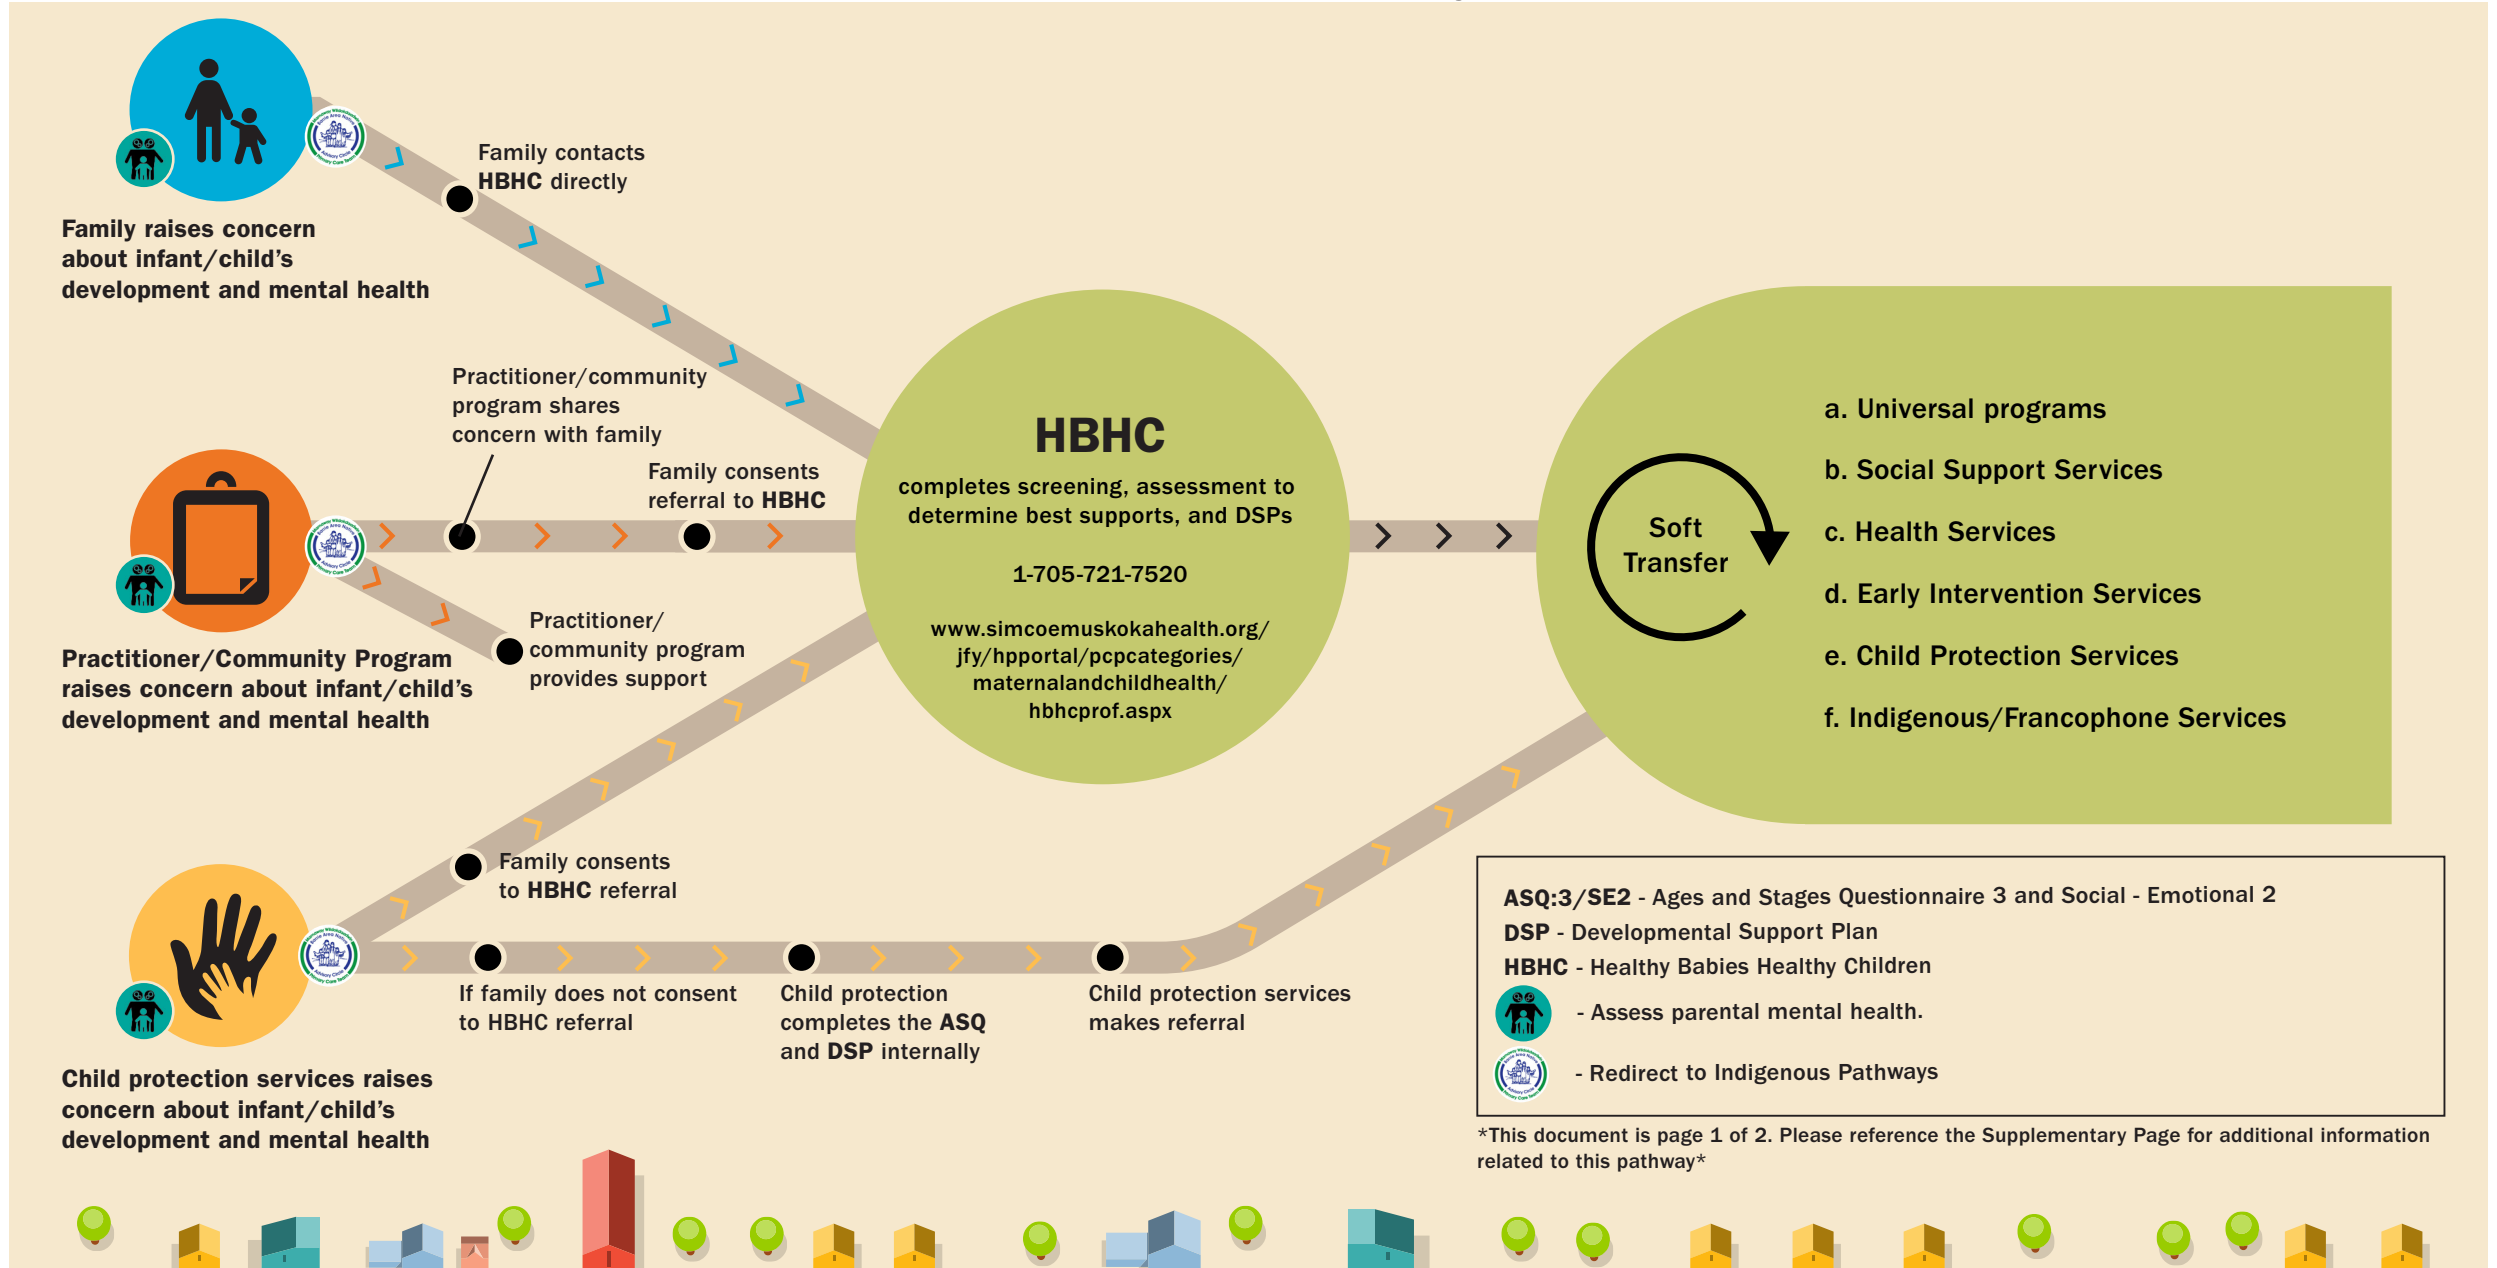 Family contacts
HBHC directly
Family raises concern
about infant/child's
development and mental health
Practitioner/community
program shares
concern with family
Family consents
referral to HBHC
Practitioner/
community program
provides support
Practitioner/Community Program
raises concern about infant/child's
development and mental health
HBHC
completes screening, assessment to
determine best supports, and DSPs
1-705-721-7520
www.simcoemuskokahealth.org/
jfy/hpportal/pcpcategories/
maternalandchildhealth/
hbhcprof.aspx
Soft
Transfer
a. Universal programs
b. Social Support Services
c. Health Services
d. Early Intervention Services
e. Child Protection Services
f. Indigenous/Francophone Services
Family consents
to HBHC referral
If family does not consent
to HBHC referral
Child protection
completes the ASQ
and DSP internally
Child protection services
makes referral
Child protection services raises
concern about infant/child's
development and mental health
ASQ:3/SE2 - Ages and Stages Questionnaire 3 and Social - Emotional 2
DSP - Developmental Support Plan
HBHC - Healthy Babies Healthy Children
- Assess parental mental health.
- Redirect to Indigenous Pathways
*This document is page 1 of 2. Please reference the Supplementary Page for additional information
related to this pathway*
Barrie Area Native
Advisory Circle
Primary Care Team